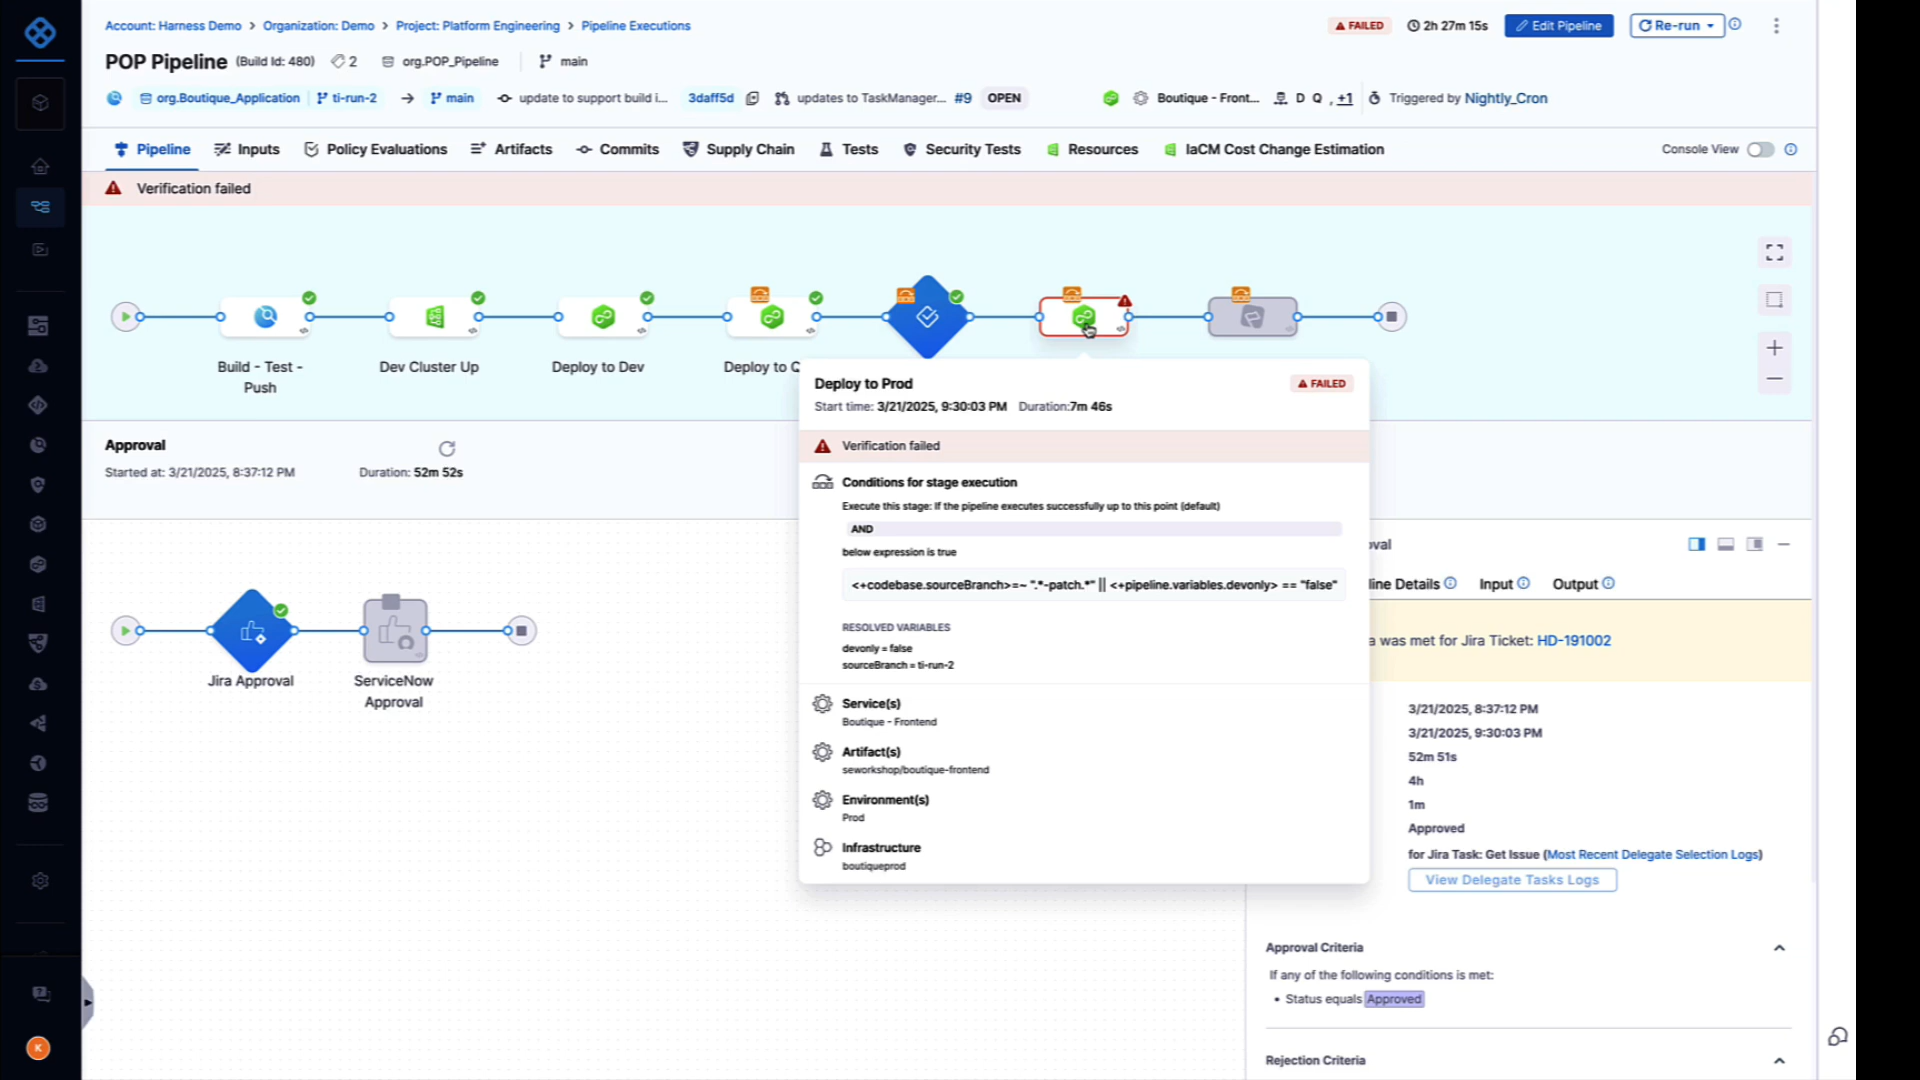 Account: Harness Demo > Organization: Demo > Project: Platform Engineering > Pipeline Executions
FAILED 2h 27m 15s Edit Pipeline Re-run
POP Pipeline (Build Id: 480) 2 org.POP_Pipeline main
org.Boutique_Application ti-run-2 → main update to support build i... 3daff5d updates to TaskManager... #9 OPEN Boutique - Front... D Q , +1 Triggered by Nightly_Cron
Pipeline Inputs Policy Evaluations Artifacts Commits Supply Chain Tests Security Tests Resources IaCM Cost Change Estimation Console View
Verification failed
Build - Test -
Push
Dev Cluster Up
Deploy to Dev
Deploy to Q
Deploy to Prod FAILED
Start time: 3/21/2025, 9:30:03 PM Duration:7m 46s
Verification failed
Conditions for stage execution
Execute this stage: If the pipeline executes successfully up to this point (default)
AND
below expression is true
<+codebase.sourceBranch>=~ ".*-patch.*" || <+pipeline.variables.devonly> == "false"
RESOLVED VARIABLES
devonly = false
sourceBranch = ti-run-2
Service(s)
Boutique - Frontend
Artifact(s)
seworkshop/boutique-frontend
Environment(s)
Prod
Infrastructure
boutiqueprod
Approval
Started at: 3/21/2025, 8:37:12 PM Duration: 52m 52s
Jira Approval
ServiceNow
Approval
oval
line Details Input Output
a was met for Jira Ticket: HD-191002
3/21/2025, 8:37:12 PM
3/21/2025, 9:30:03 PM
52m 51s
4h
1m
Approved
for Jira Task: Get Issue (Most Recent Delegate Selection Logs)
View Delegate Tasks Logs
Approval Criteria
If any of the following conditions is met:
• Status equals Approved
Rejection Criteria
K